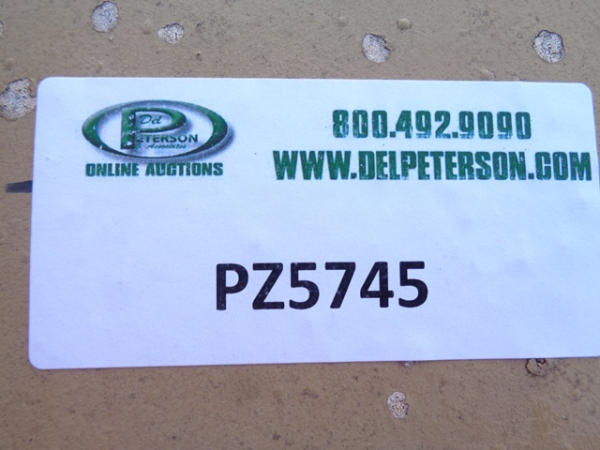 Del
PETERSON
& Associates
ONLINE AUCTIONS
800.492.9090
WWW.DELPETERSON.COM
PZ5745